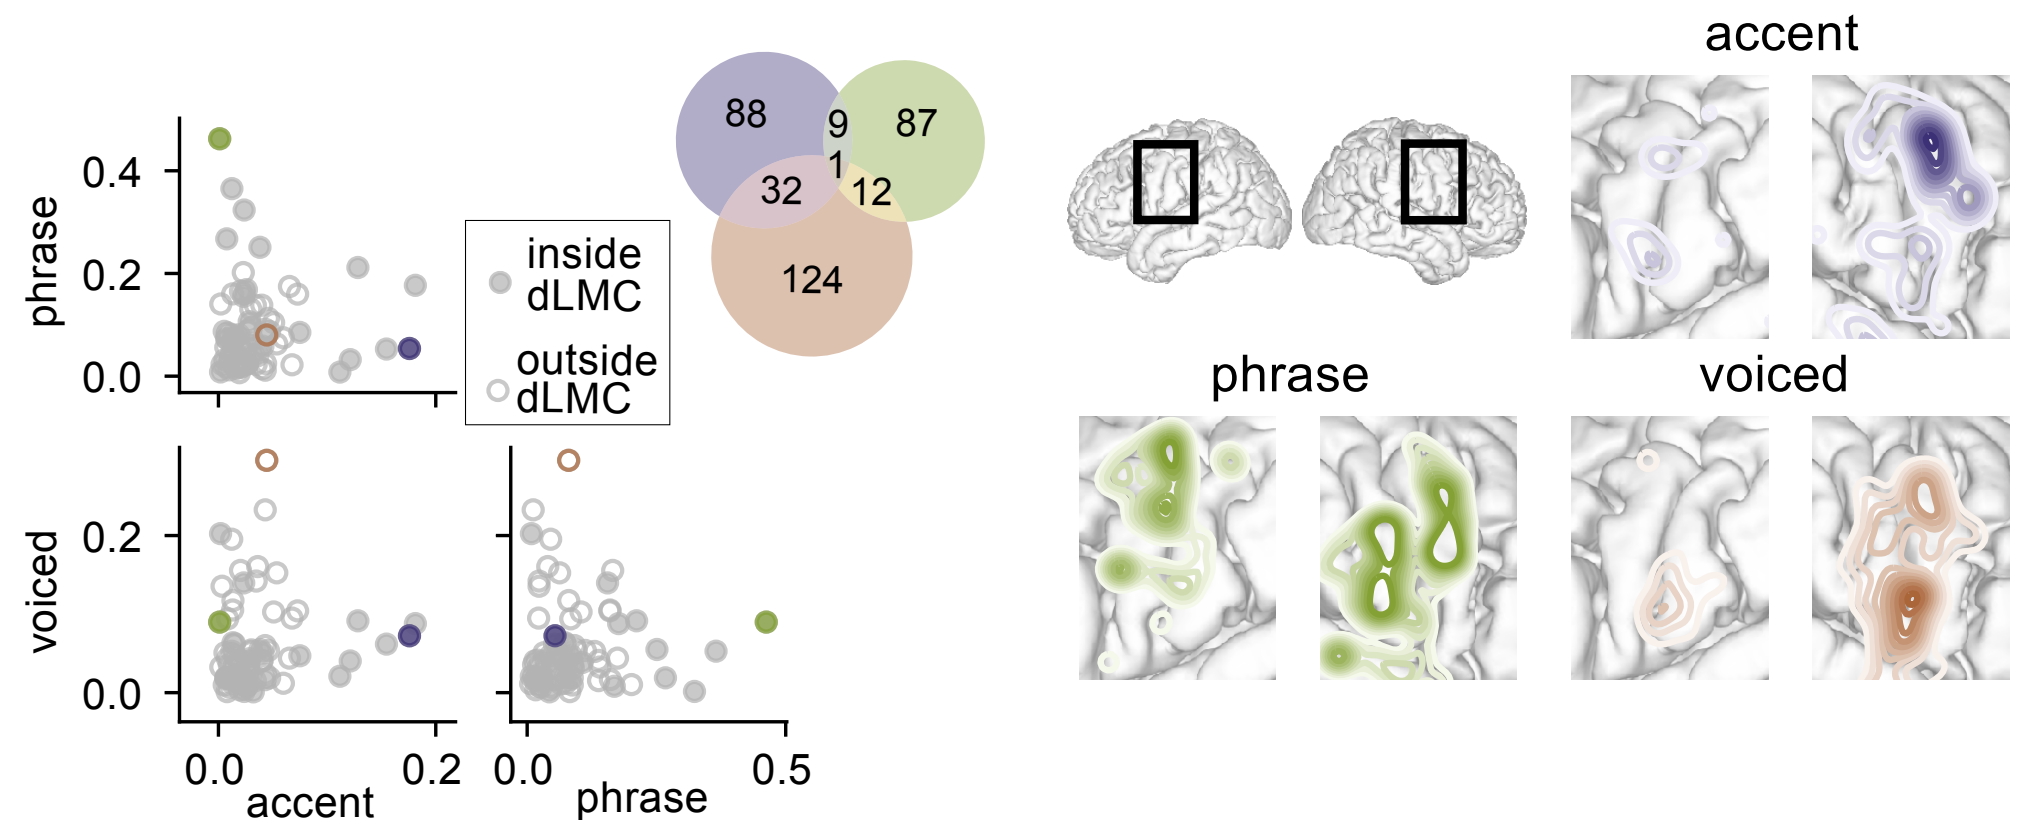 phrase
0.4
0.2
0.0
inside
dLMC
outside
dLMC
88
9
87
1
32
12
124
accent
voiced
0.2
0.0
0.0
0.2
accent
0.0
0.5
phrase
phrase
voiced